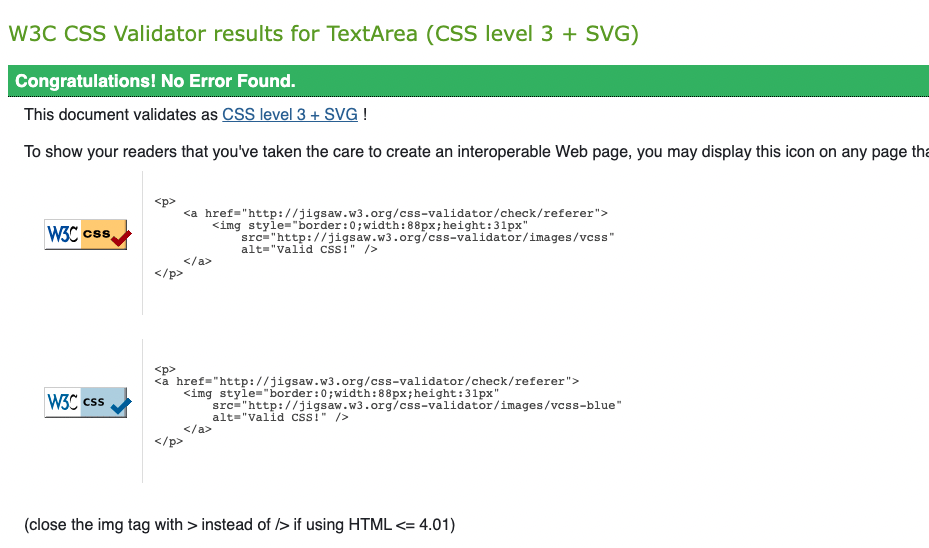 W3C CSS Validator results for TextArea (CSS level 3 + SVG)
Congratulations! No Error Found.
This document validates as CSS level 3 + SVG !
To show your readers that you've taken the care to create an interoperable Web page, you may display this icon on any page
<p>
<a href="http://jigsaw.w3.org/css-validator/check/referer">
<img style="border:0;width:88px;height:31px"
src="http://jigsaw.w3.org/css-validator/images/vcss"
alt="Valid CSS!" />
</a>
</p>
W3C css
<p>
<a href="http://jigsaw.w3.org/css-validator/check/referer">
<img style="border:0;width:88px;height:31px"
src="http://jigsaw.w3.org/css-validator/images/vcss-blue"
alt="Valid CSS!" />
</a>
</p>
W3C css
(close the img tag with > instead of /> if using HTML <= 4.01)